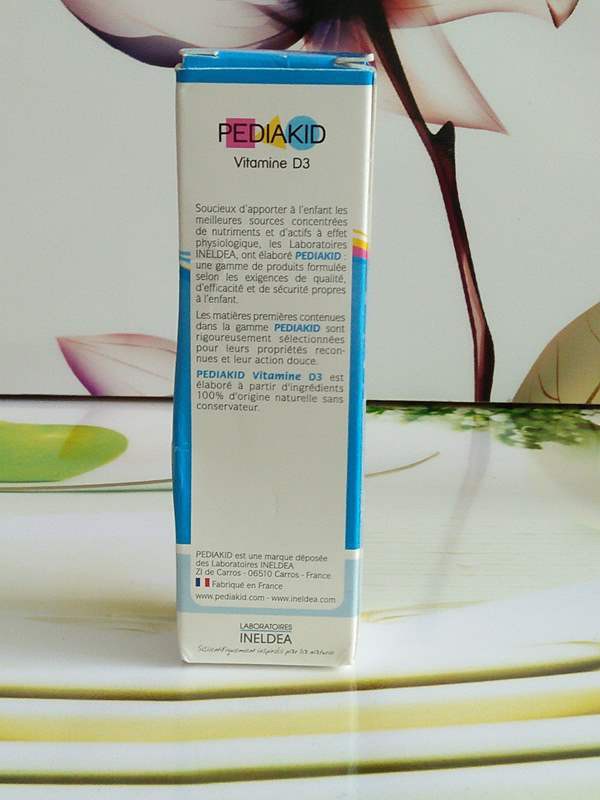 PEDIAKID
Vitamine D3
Soucieux d'apporter à l'enfant les
meilleures sources concentrées
de nutriments et d'actifs à effet
physiologique, les Laboratoires
INELDEA, ont élaboré PEDIAKID :
une gamme de produits formulée
selon les exigences de qualité,
d'efficacité et de sécurité propres
à l'enfant.
Les matières premières contenues
dans la gamme PEDIAKID sont
rigoureusement sélectionnées
pour leurs propriétés recon-
nues et leur action douce.
PEDIAKID Vitamine D3 est
élaboré à partir d'ingrédients
100% d'origine naturelle sans
conservateur.
PEDIAKID est une marque déposée
des Laboratoires INELDEA
ZI de Carros - 06510 Carros - France
Fabriqué en France
www.pediakid.com - www.ineldea.com
LABORATOIRES
INELDEA
Scientifiquement inspirés par la nature